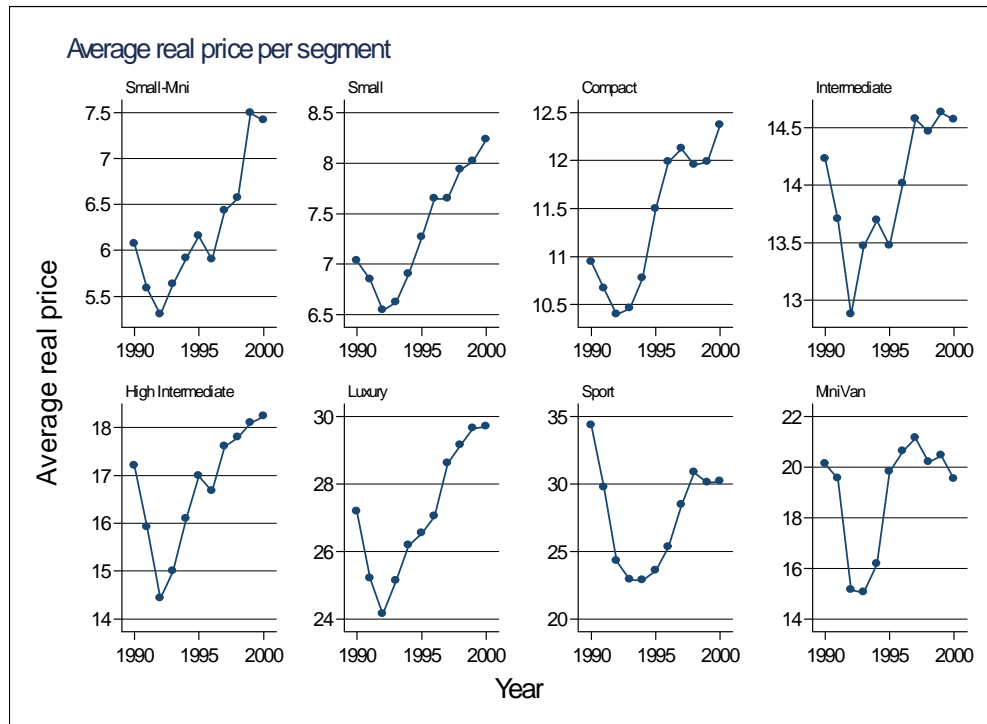 Average real price per segment
Small-Mini
Small
Compact
Intermediate
7.5
7
6.5
6
5.5
8.5
8
7.5
7
6.5
12.5
12
11.5
11
10.5
14.5
14
13.5
13
1990 1995 2000
1990 1995 2000
1990 1995 2000
1990 1995 2000
Average real price
High Intermediate
Luxury
Sport
MiniVan
18
17
16
15
14
30
28
26
24
35
30
25
20
22
20
18
16
14
1990 1995 2000
1990 1995 2000
1990 1995 2000
1990 1995 2000
Year